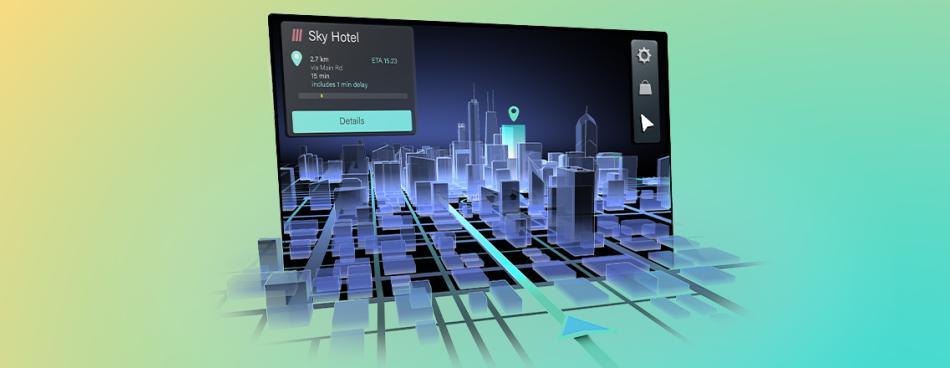 Sky Hotel
2.7 km
ETA 15.23
via Main Rd
15 min
includes 1 min delay
Details